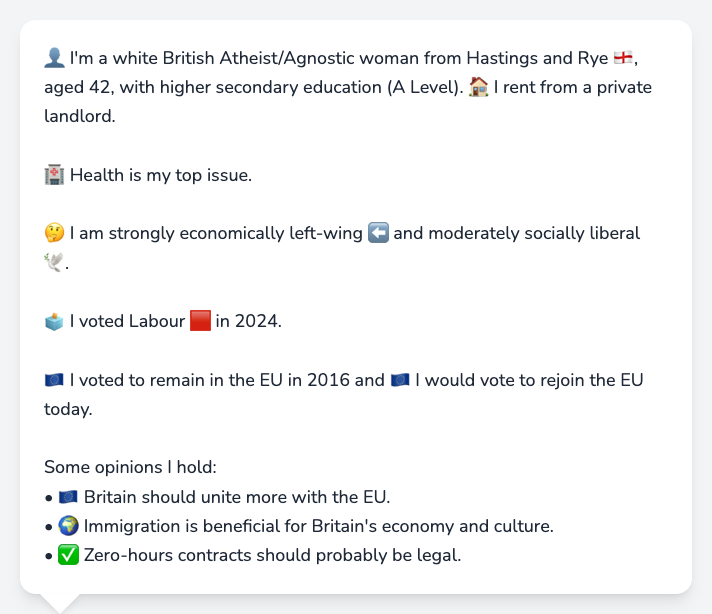 👤 I'm a white British Atheist/Agnostic woman from Hastings and Rye 🏴󠁧󠁢󠁥󠁮󠁧󠁿,
aged 42, with higher secondary education (A Level). 🏠 I rent from a private
landlord.
🏥 Health is my top issue.
🤔 I am strongly economically left-wing ⬅️ and moderately socially liberal
🕊️.
🗳️ I voted Labour 🟥 in 2024.
🇪🇺 I voted to remain in the EU in 2016 and 🇪🇺 I would vote to rejoin the EU
today.
Some opinions I hold:
• 🇪🇺 Britain should unite more with the EU.
• 🌍 Immigration is beneficial for Britain's economy and culture.
• ✅ Zero-hours contracts should probably be legal.